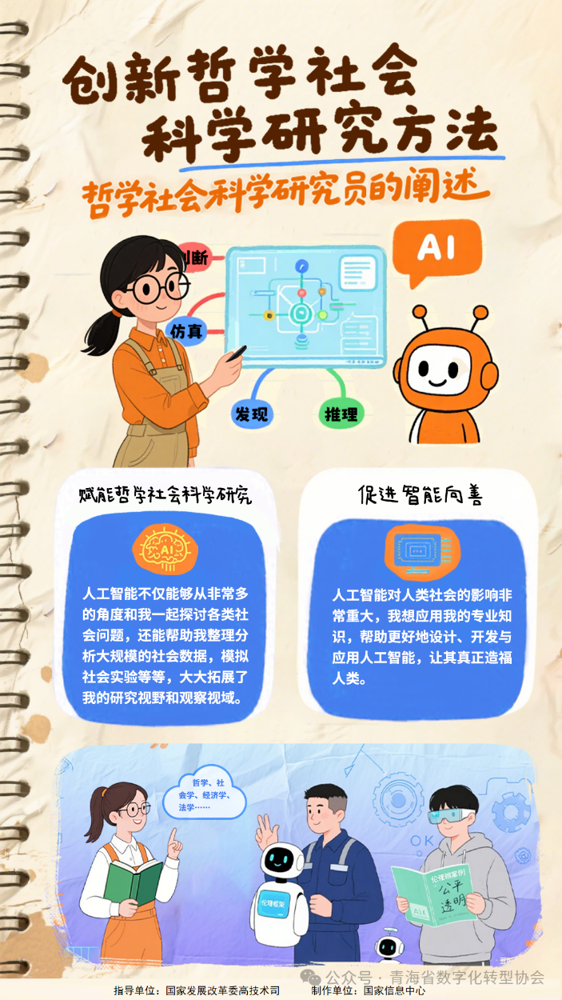 创新哲学社会
科学研究方法
哲学社会科学研究员的阐述
AI
判断
仿真
发现
推理
赋能哲学社会科学研究
AI
人工智能不仅能够从非常多
的角度和我一起探讨各类社
会问题，还能帮助我整理分
析大规模的社会数据，模拟
社会实验等等，大大拓展了
我的研究视野和观察视域。
促进智能向善
人工智能对人类社会的影响非
常重大，我想应用我的专业知
识，帮助更好地设计、开发与
应用人工智能，让其真正造福
人类。
哲学、社
会学、经济学、
法学……
OK
伦理框架
公平
透明
AI
公众号 · 青海省数字化转型协会
指导单位：国家发展改革委高技术司 制作单位：国家信息中心